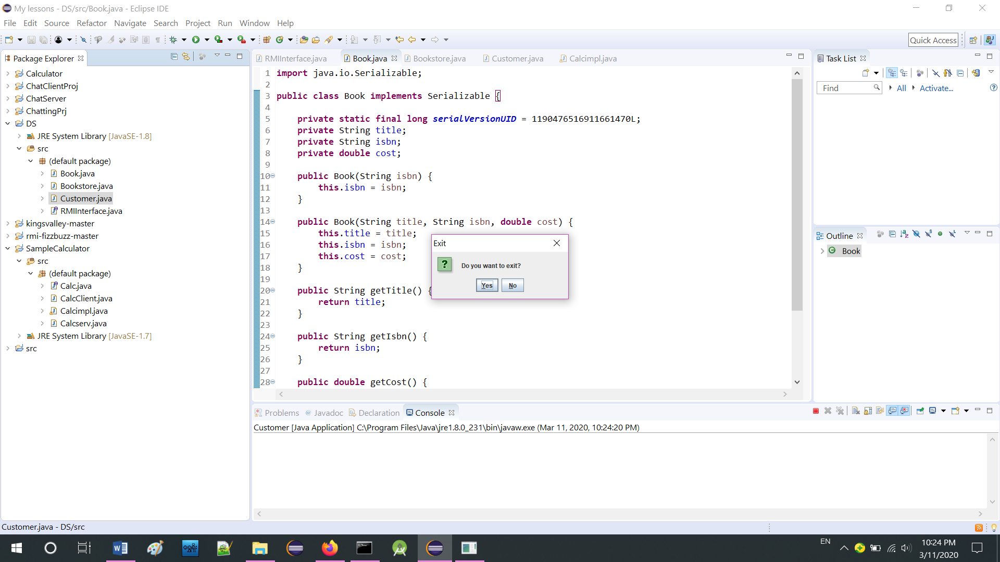 My lessons - DS/src/Book.java - Eclipse IDE
File Edit Source Refactor Navigate Search Project Run Window Help
Quick Access
Package Explorer
Calculator
ChatClientProj
ChatServer
ChattingPrj
DS
JRE System Library [JavaSE-1.8]
src
(default package)
Book.java
Bookstore.java
Customer.java
RMIInterface.java
kingsvalley-master
rmi-fizzbuzz-master
SampleCalculator
src
(default package)
Calc.java
CalcClient.java
Calcimpl.java
Calcserv.java
JRE System Library [JavaSE-1.7]
src
RMIInterface.java Book.java Bookstore.java Customer.java Calcimpl.java
1 import java.io.Serializable;
2
3 public class Book implements Serializable {
4
5 private static final long serialVersionUID = 1190476516911661470L;
6 private String title;
7 private String isbn;
8 private double cost;
9
10 public Book(String isbn) {
11 this.isbn = isbn;
12 }
13
14 public Book(String title, String isbn, double cost) {
15 this.title = title;
16 this.isbn = isbn;
17 this.cost = cost;
18 }
19
20 public String getTitle() {
21 return title;
22 }
23
24 public String getIsbn() {
25 return isbn;
26 }
27
28 public double getCost() {
Exit
Do you want to exit?
Yes No
Task List
Find All Activate...
Outline
Book
Problems Javadoc Declaration Console
Customer [Java Application] C:\Program Files\Java\jre1.8.0_231\bin\javaw.exe (Mar 11, 2020, 10:24:20 PM)
Customer.java - DS/src
EN
10:24 PM
3/11/2020